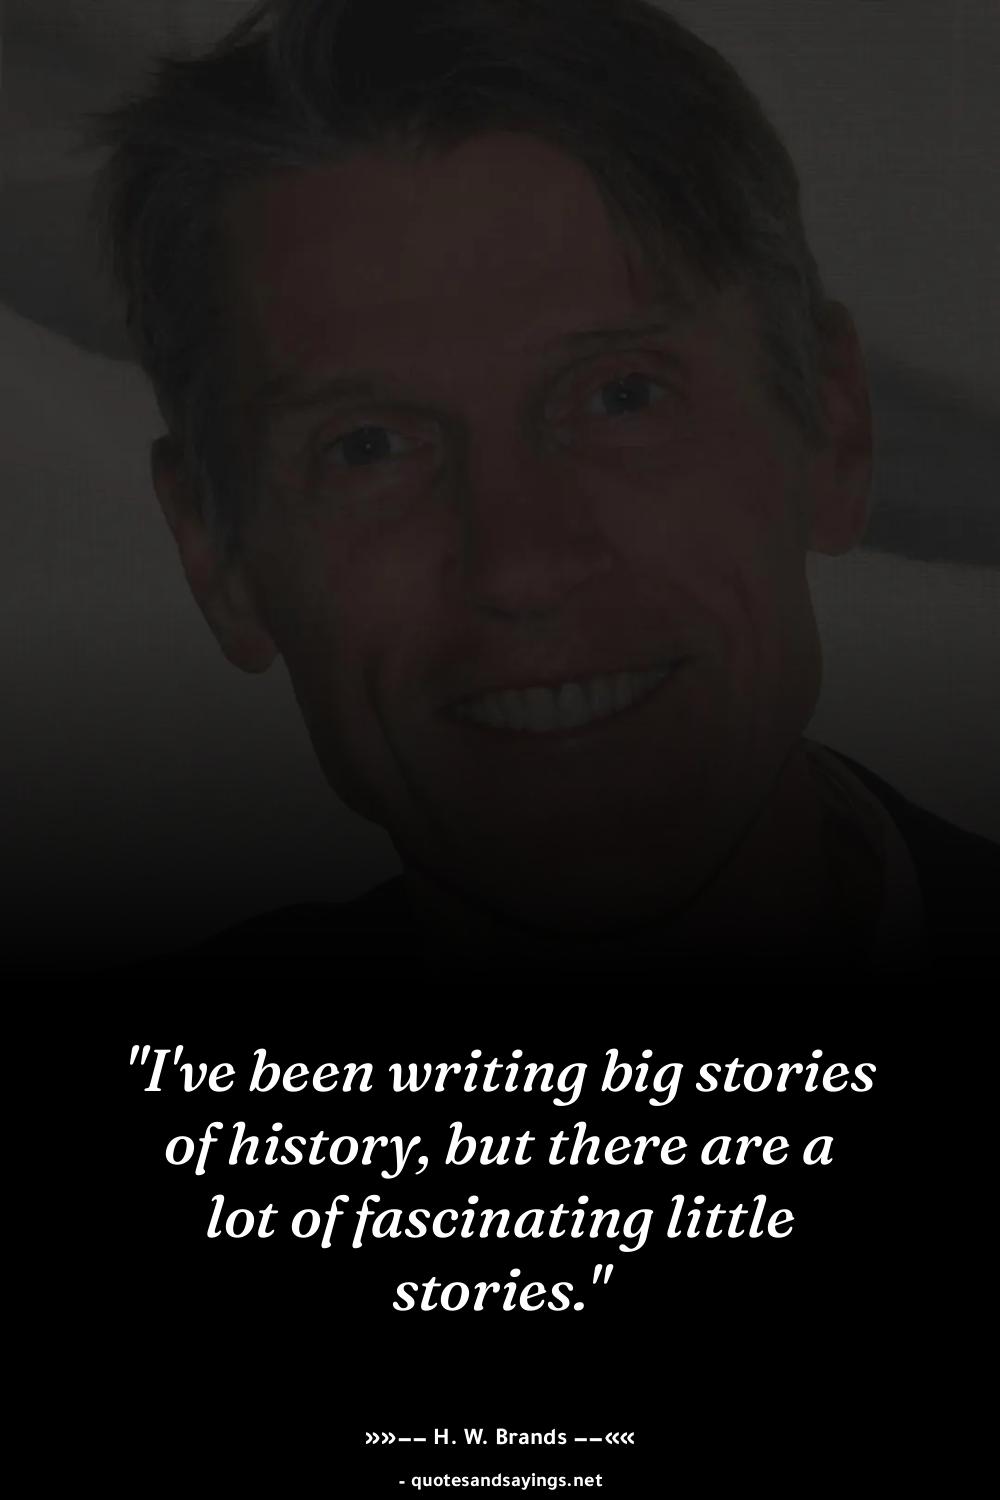 "I've been writing big stories
of history, but there are a
lot of fascinating little
stories."
»»–– H. W. Brands ––««
- quotesandsayings.net